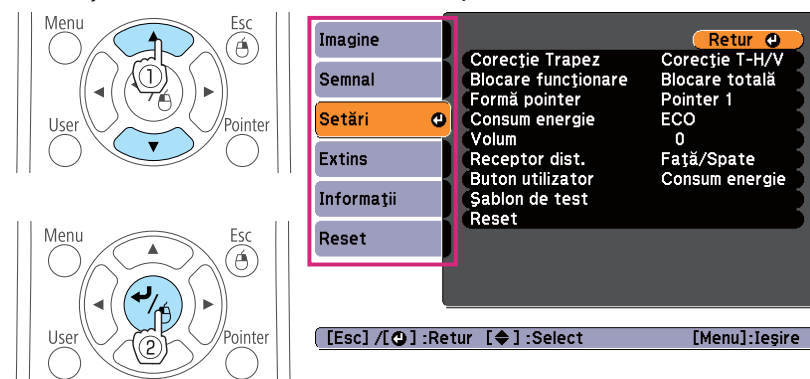 Menu
Esc
1
User
Pointer
Menu
Esc
User
Pointer
2
Imagine
Semnal
Setări
Extins
Informaţii
Reset
Retur
Corecţie Trapez Corecţie T-H/V
Blocare funcţionare Blocare totală
Formă pointer Pointer 1
Consum energie ECO
Volum 0
Receptor dist. Faţă/Spate
Buton utilizator Consum energie
Şablon de test
Reset
[Esc] /[ ] :Retur [ ] :Select [Menu]:Ieşire